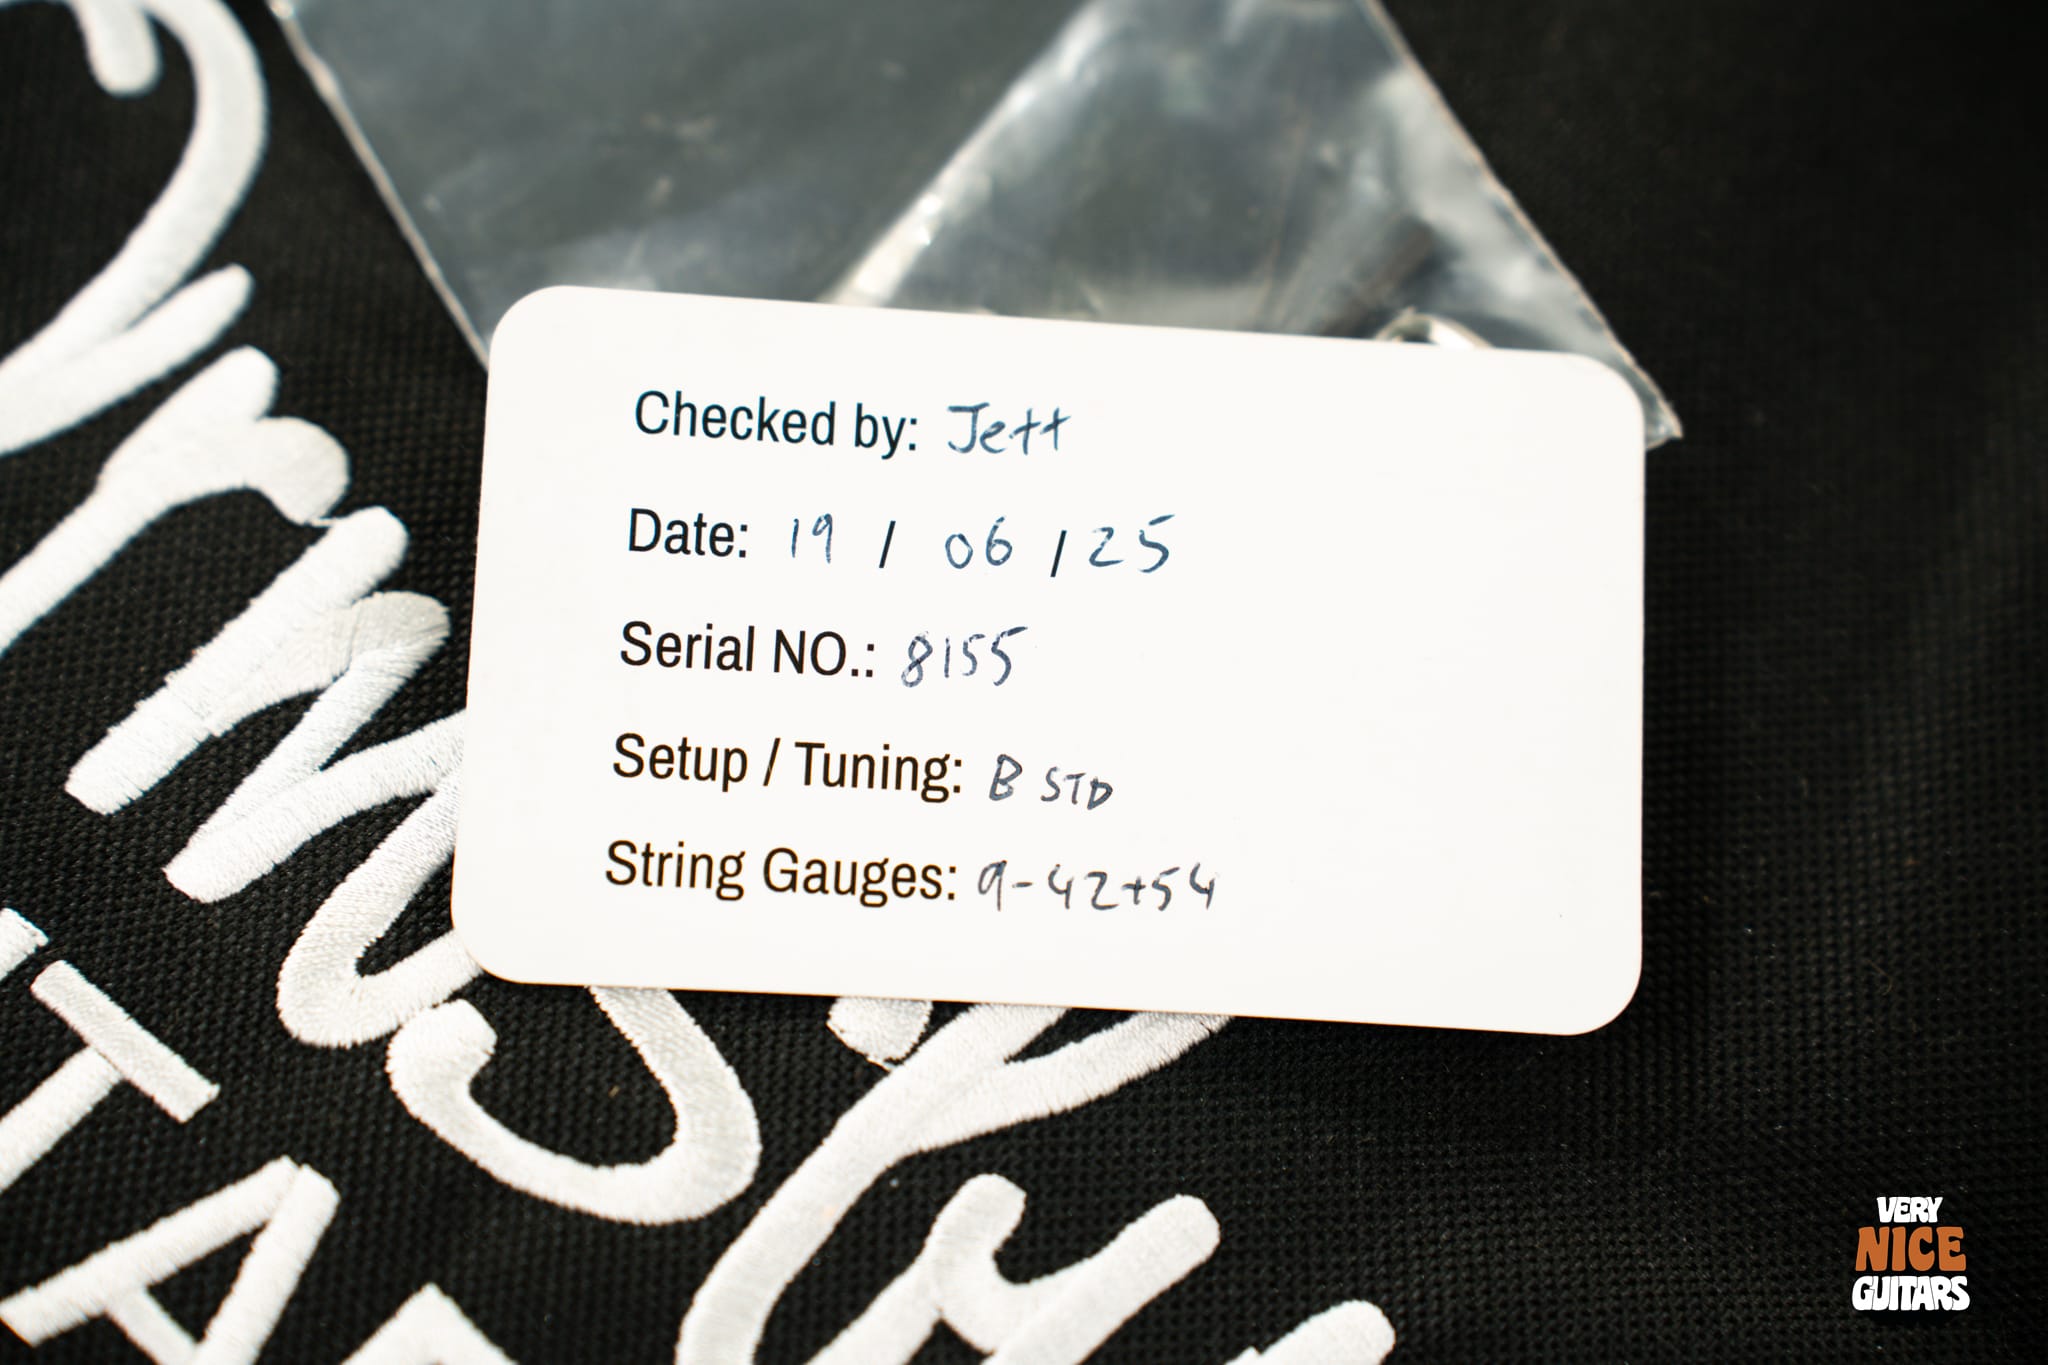 Checked by: Jett
Date: 19 / 06 / 25
Serial NO.: 8155
Setup / Tuning: B STD
String Gauges: 9-42+54
VERY
NICE
GUITARS